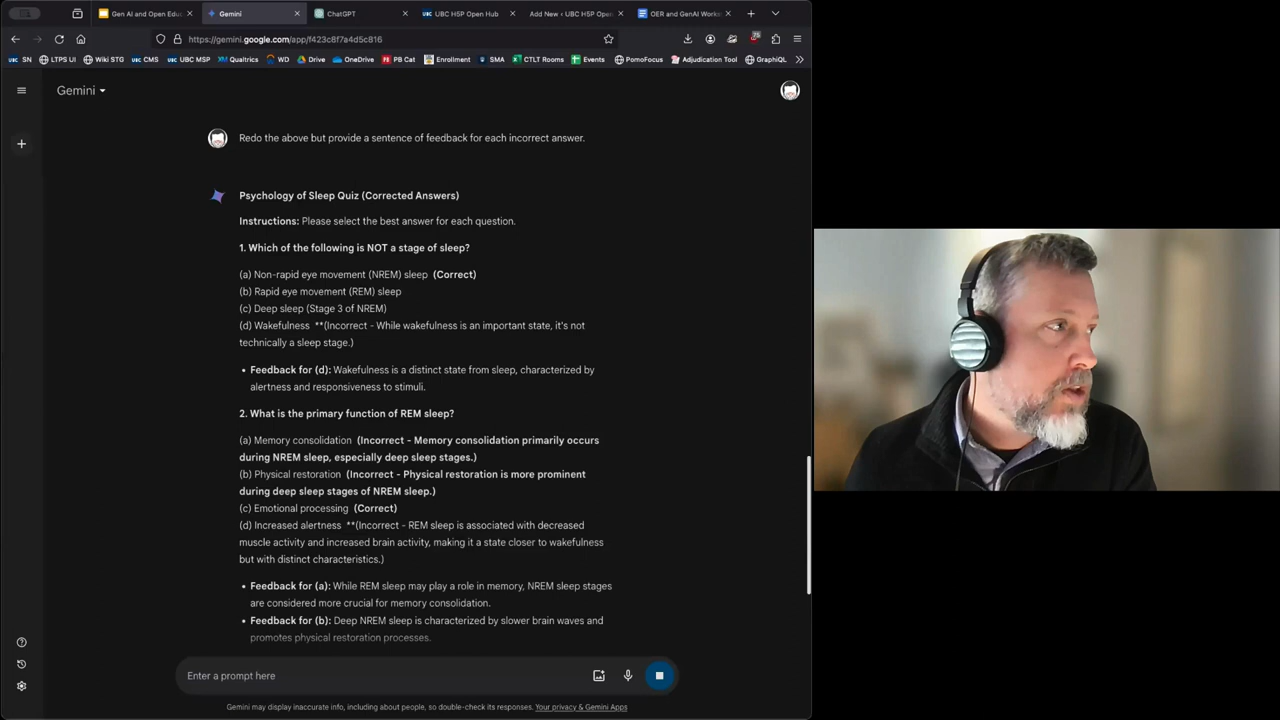 Gen AI and Open Edu
Gemini
ChatGPT
UBC H5P Open Hub
Add New ‹ UBC H5P Open
OER and GenAI Works
https://gemini.google.com/app/f423c8f7a4d5c816
75
UBC SN
LTPS UI
Wiki STG
UBC CMS
UBC MSP
XM Qualtrics
WD
Drive
OneDrive
PB Cat
Enrollment
SMA
CTLT Rooms
Events
PomoFocus
Adjudication Tool
GraphiQL
Gemini
Redo the above but provide a sentence of feedback for each incorrect answer.
Psychology of Sleep Quiz (Corrected Answers)
Instructions: Please select the best answer for each question.
1. Which of the following is NOT a stage of sleep?
(a) Non-rapid eye movement (NREM) sleep (Correct)
(b) Rapid eye movement (REM) sleep
(c) Deep sleep (Stage 3 of NREM)
(d) Wakefulness **(Incorrect - While wakefulness is an important state, it's not
technically a sleep stage.)
• Feedback for (d): Wakefulness is a distinct state from sleep, characterized by
alertness and responsiveness to stimuli.
2. What is the primary function of REM sleep?
(a) Memory consolidation (Incorrect - Memory consolidation primarily occurs
during NREM sleep, especially deep sleep stages.)
(b) Physical restoration (Incorrect - Physical restoration is more prominent
during deep sleep stages of NREM sleep.)
(c) Emotional processing (Correct)
(d) Increased alertness **(Incorrect - REM sleep is associated with decreased
muscle activity and increased brain activity, making it a state closer to wakefulness
but with distinct characteristics.)
• Feedback for (a): While REM sleep may play a role in memory, NREM sleep stages
are considered more crucial for memory consolidation.
• Feedback for (b): Deep NREM sleep is characterized by slower brain waves and
promotes physical restoration processes.
Enter a prompt here
Gemini may display inaccurate info, including about people, so double-check its responses. Your privacy & Gemini Apps